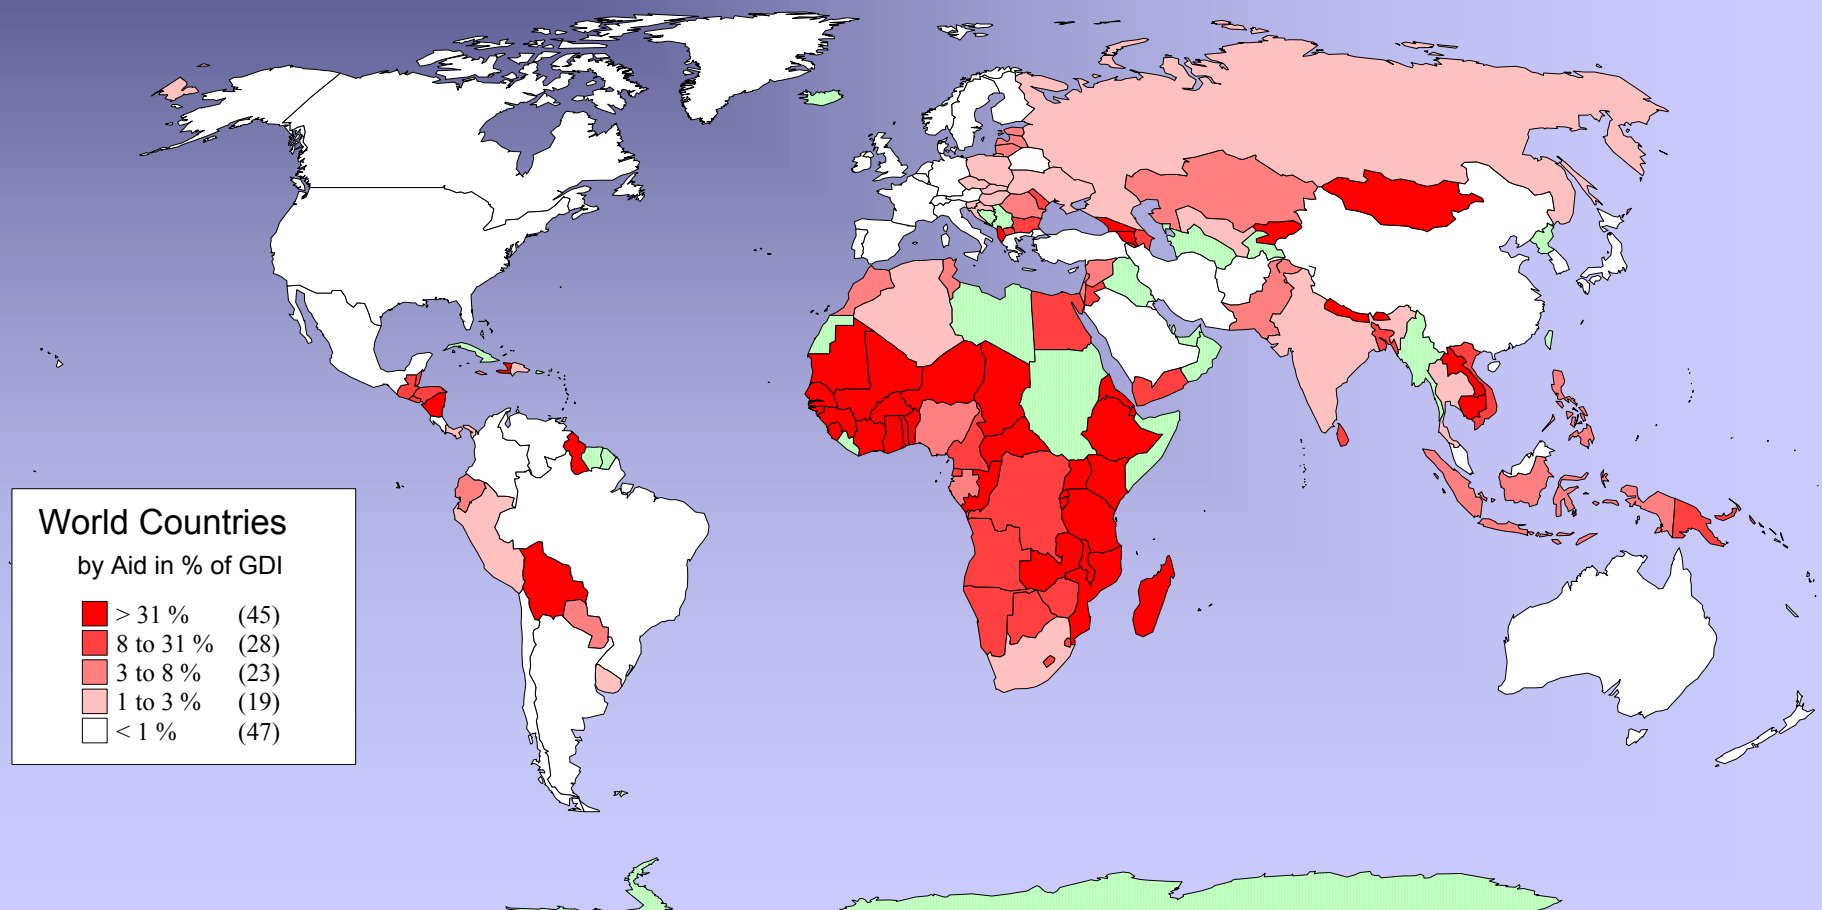 World Countries
by Aid in % of GDI
> 31 % (45)
8 to 31 % (28)
3 to 8 % (23)
1 to 3 % (19)
< 1 % (47)